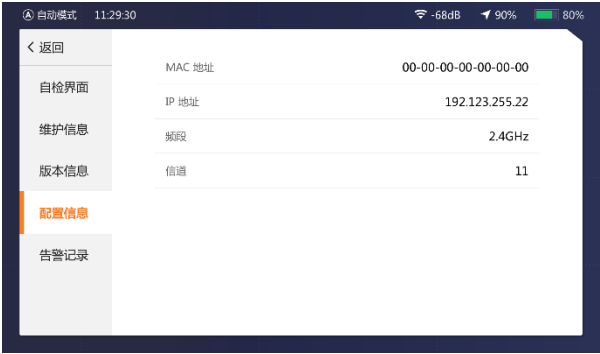 A 自动模式 11:29:30 -68dB 90% 80%
< 返回
自检界面
维护信息
版本信息
配置信息
告警记录
MAC 地址 00-00-00-00-00-00-00
IP 地址 192.123.255.22
频段 2.4GHz
信道 11